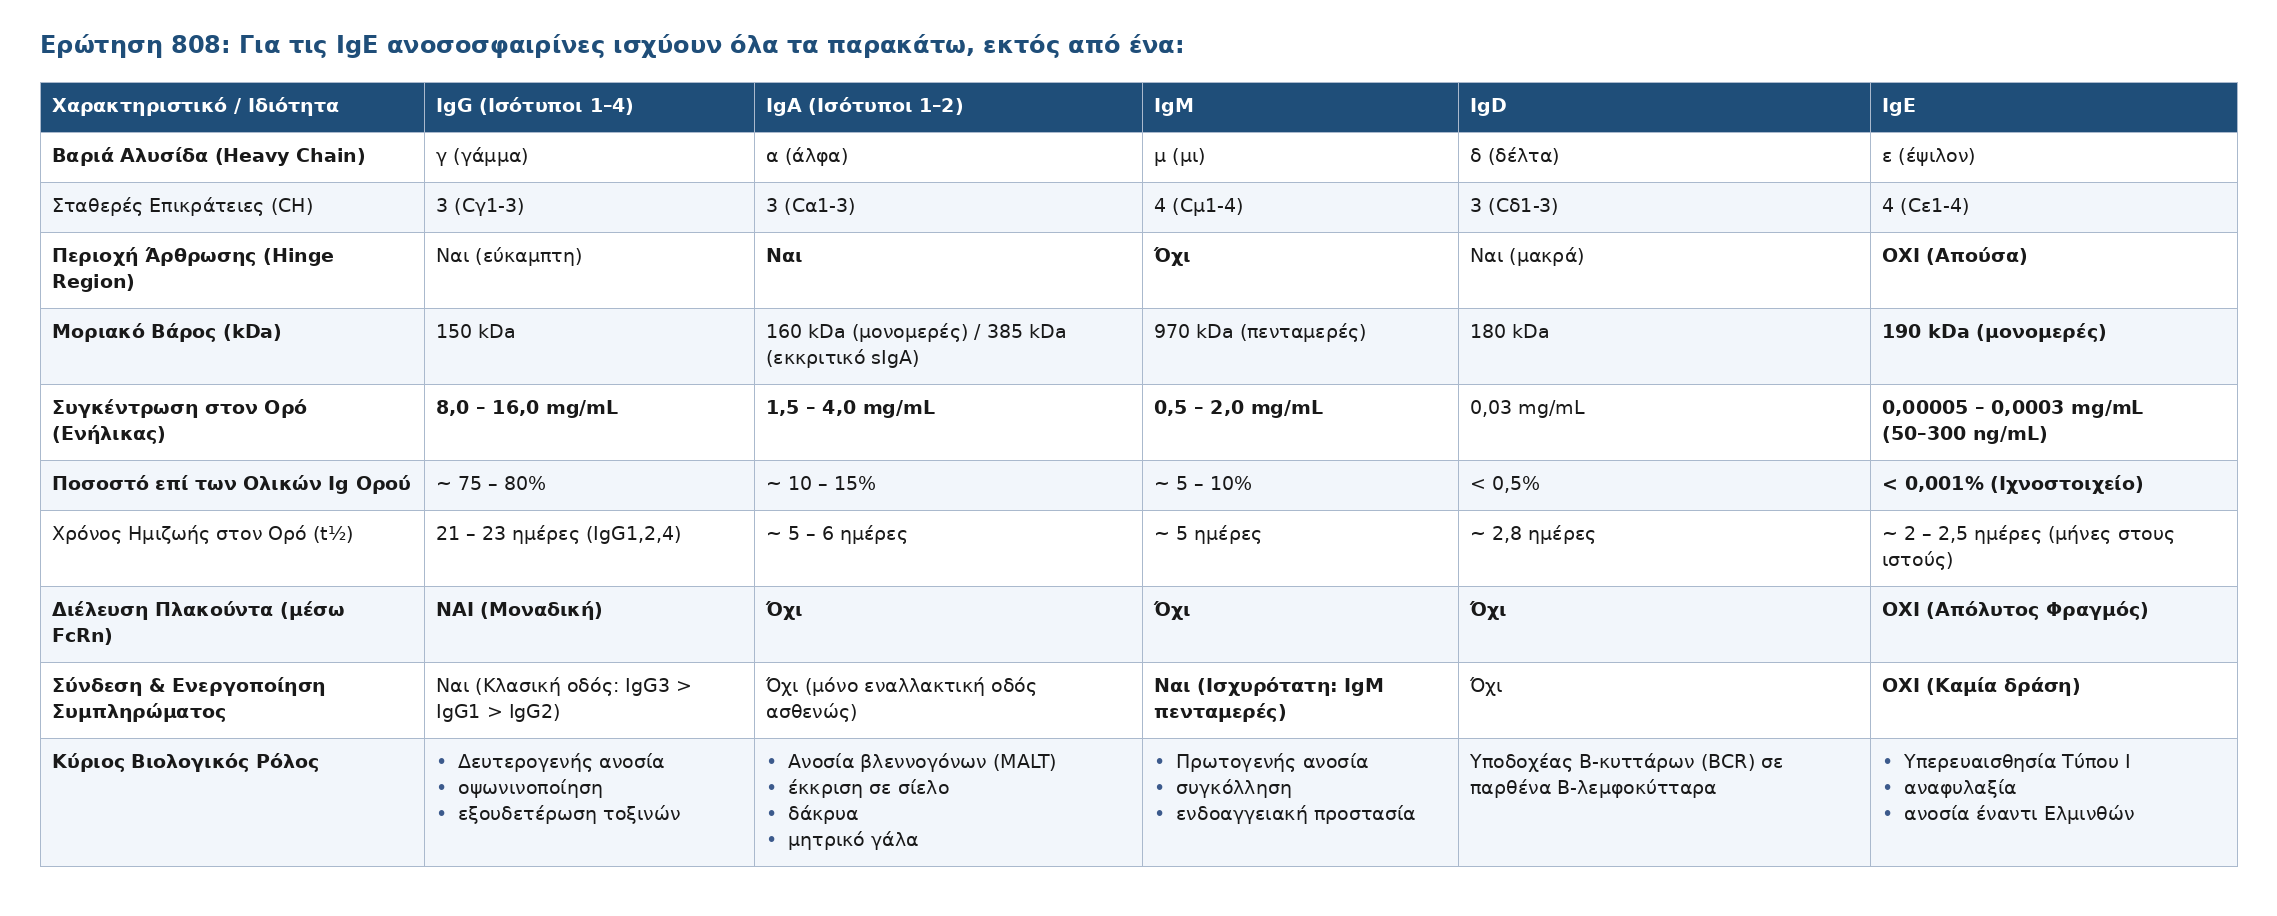 Ερώτηση 808: Για τις IgE ανοσοσφαιρίνες ισχύουν όλα τα παρακάτω, εκτός από ένα:
Χαρακτηριστικό / Ιδιότητα
IgG (Ισότυποι 1–4)
IgA (Ισότυποι 1–2)
IgM
IgD
IgE
Βαριά Αλυσίδα (Heavy Chain)
γ (γάμμα)
α (άλφα)
μ (μι)
δ (δέλτα)
ε (έψιλον)
Σταθερές Επικράτειες (CH)
3 (Cγ1-3)
3 (Cα1-3)
4 (Cμ1-4)
3 (Cδ1-3)
4 (Cε1-4)
Περιοχή Άρθρωσης (Hinge
Region)
Ναι (εύκαμπτη)
Ναι
Όχι
Ναι (μακρά)
ΟΧΙ (Απούσα)
Μοριακό Βάρος (kDa)
150 kDa
160 kDa (μονομερές) / 385 kDa
(εκκριτικό sIgA)
970 kDa (πενταμερές)
180 kDa
190 kDa (μονομερές)
Συγκέντρωση στον Ορό
(Ενήλικας)
8,0 – 16,0 mg/mL
1,5 – 4,0 mg/mL
0,5 – 2,0 mg/mL
0,03 mg/mL
0,00005 – 0,0003 mg/mL
(50–300 ng/mL)
Ποσοστό επί των Ολικών Ig Ορού
~ 75 – 80%
~ 10 – 15%
~ 5 – 10%
< 0,5%
< 0,001% (Ιχνοστοιχείο)
Χρόνος Ημιζωής στον Ορό (t½)
21 – 23 ημέρες (IgG1,2,4)
~ 5 – 6 ημέρες
~ 5 ημέρες
~ 2,8 ημέρες
~ 2 – 2,5 ημέρες (μήνες στους
ιστούς)
Διέλευση Πλακούντα (μέσω
FcRn)
ΝΑΙ (Μοναδική)
Όχι
Όχι
Όχι
ΟΧΙ (Απόλυτος Φραγμός)
Σύνδεση & Ενεργοποίηση
Συμπληρώματος
Ναι (Κλασική οδός: IgG3 >
IgG1 > IgG2)
Όχι (μόνο εναλλακτική οδός
ασθενώς)
Ναι (Ισχυρότατη: IgM
πενταμερές)
Όχι
ΟΧΙ (Καμία δράση)
Κύριος Βιολογικός Ρόλος
• Δευτερογενής ανοσία
• οψωνινοποίηση
• εξουδετέρωση τοξινών
• Ανοσία βλεννογόνων (MALT)
• έκκριση σε σίελο
• δάκρυα
• μητρικό γάλα
• Πρωτογενής ανοσία
• συγκόλληση
• ενδοαγγειακή προστασία
Υποδοχέας Β-κυττάρων (BCR) σε
παρθένα Β-λεμφοκύτταρα
• Υπερευαισθησία Τύπου Ι
• αναφυλαξία
• ανοσία έναντι Ελμινθών